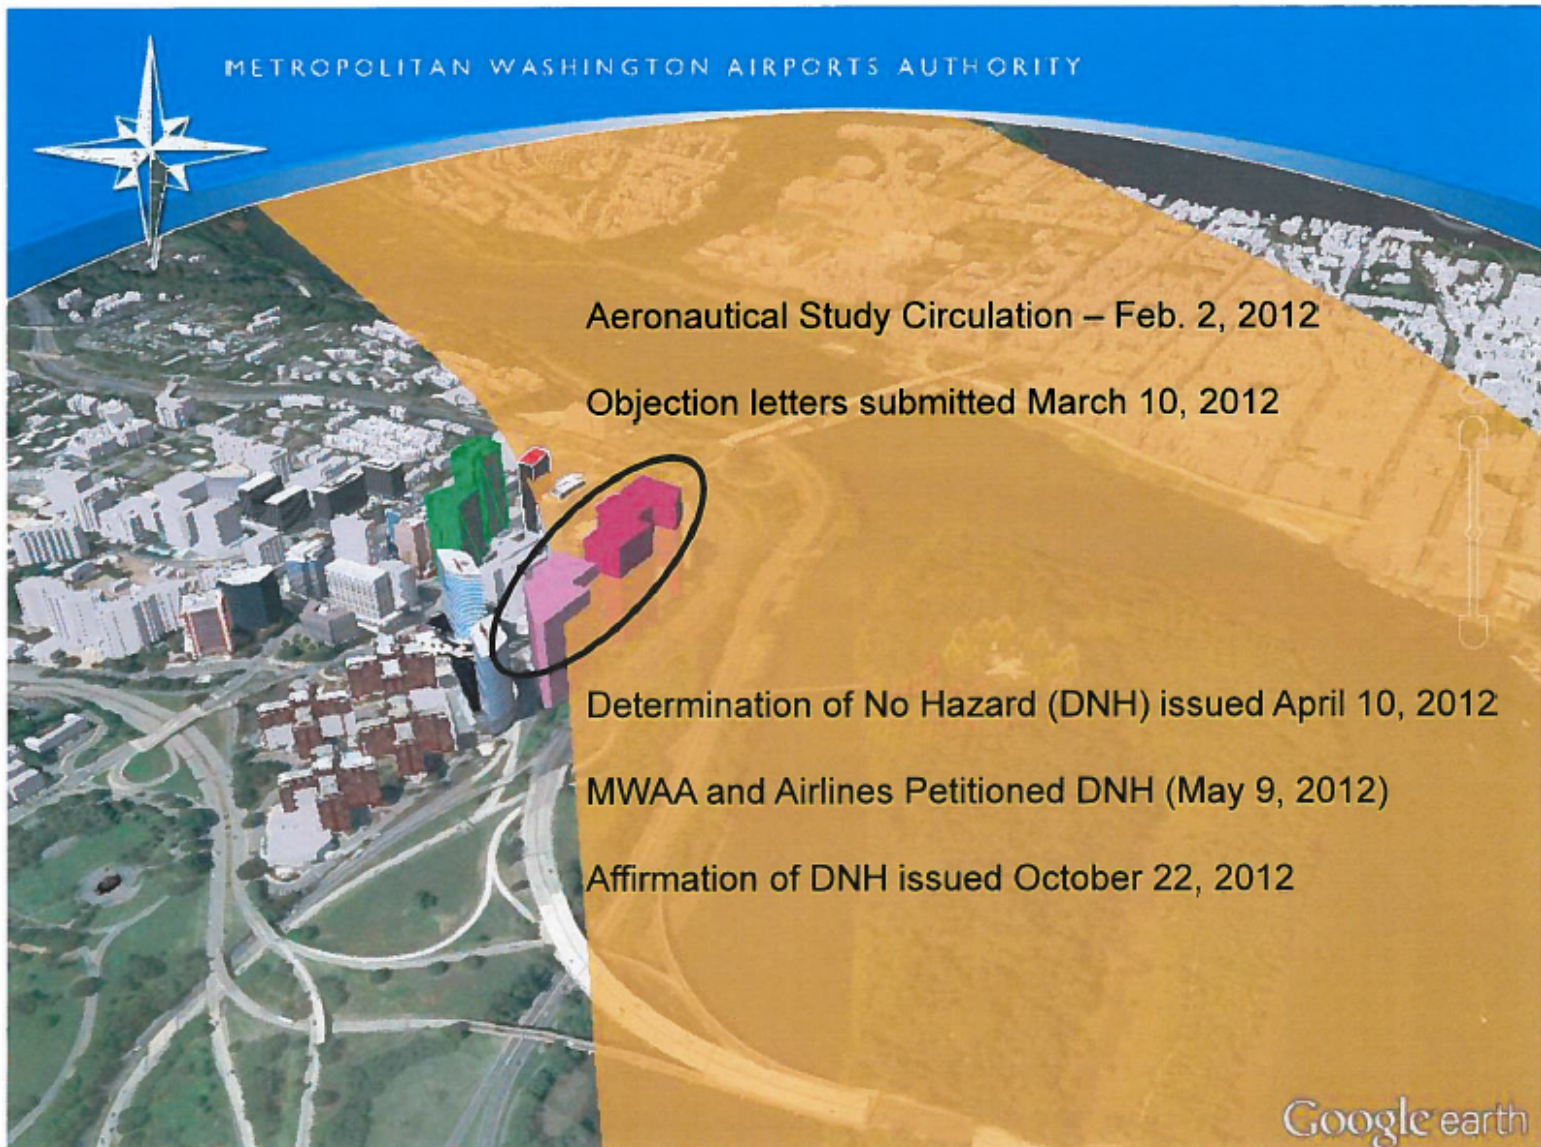 METROPOLITAN WASHINGTON AIRPORTS AUTHORITY
Aeronautical Study Circulation – Feb. 2, 2012
Objection letters submitted March 10, 2012
Determination of No Hazard (DNH) issued April 10, 2012
MWAA and Airlines Petitioned DNH (May 9, 2012)
Affirmation of DNH issued October 22, 2012
Google earth